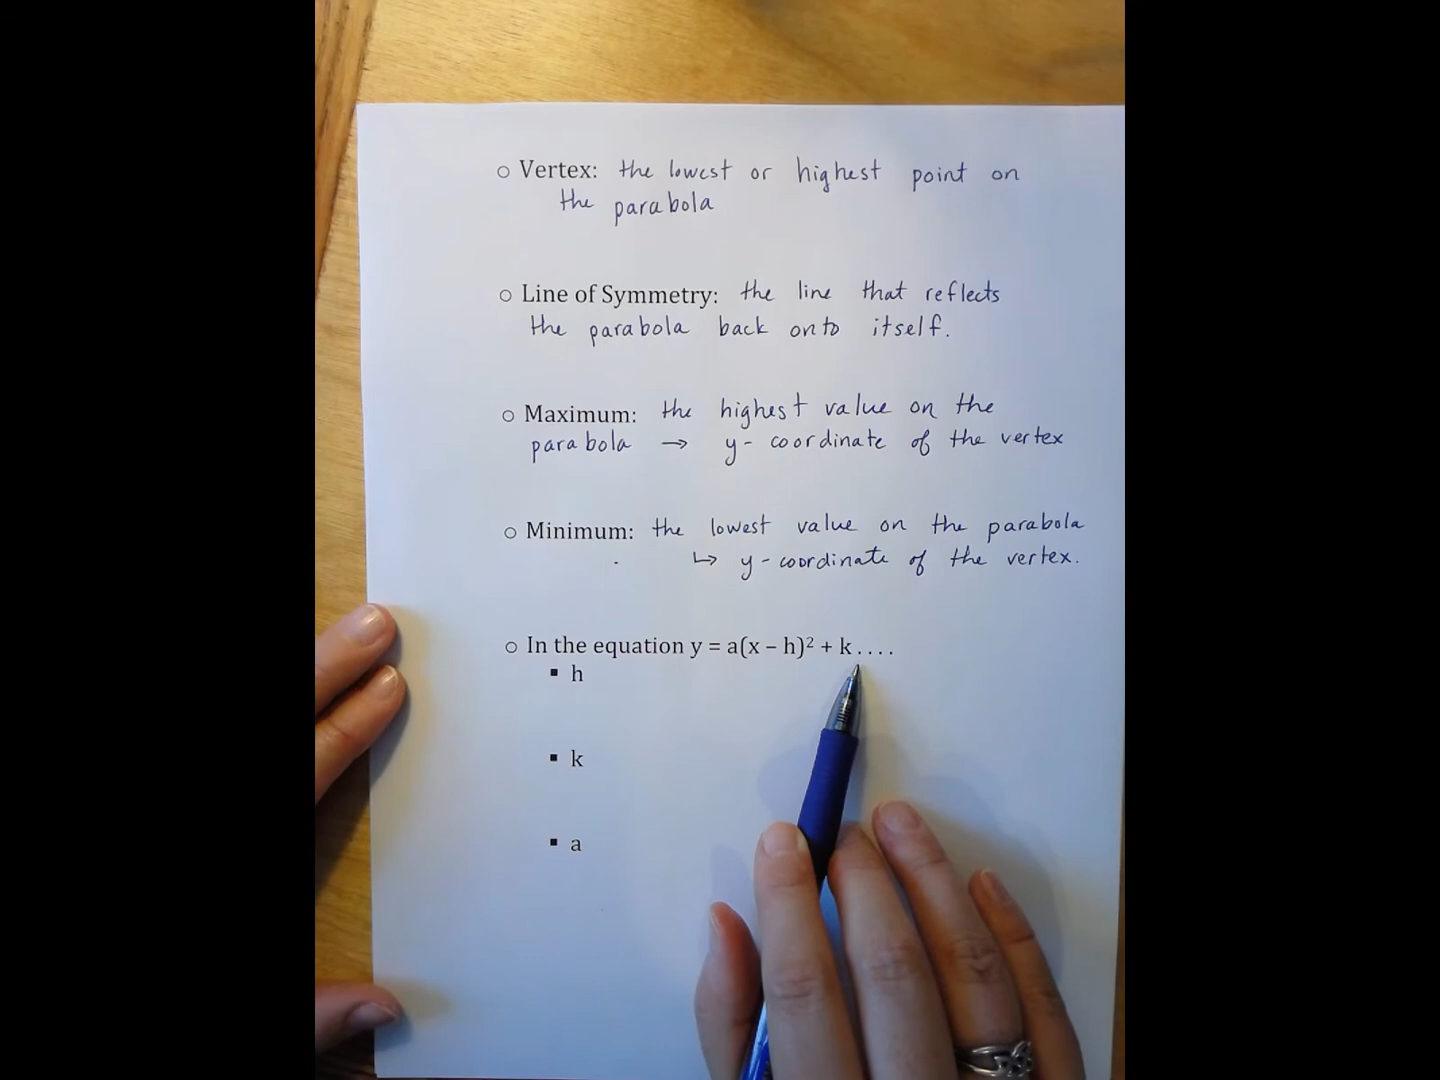 ○ Vertex: the lowest or highest point on
the parabola
○ Line of Symmetry: the line that reflects
the parabola back onto itself.
○ Maximum: the highest value on the
parabola → y-coordinate of the vertex
○ Minimum: the lowest value on the parabola
↳ y-coordinate of the vertex.
○ In the equation y = a(x – h)² + k....
▪ h
▪ k
▪ a